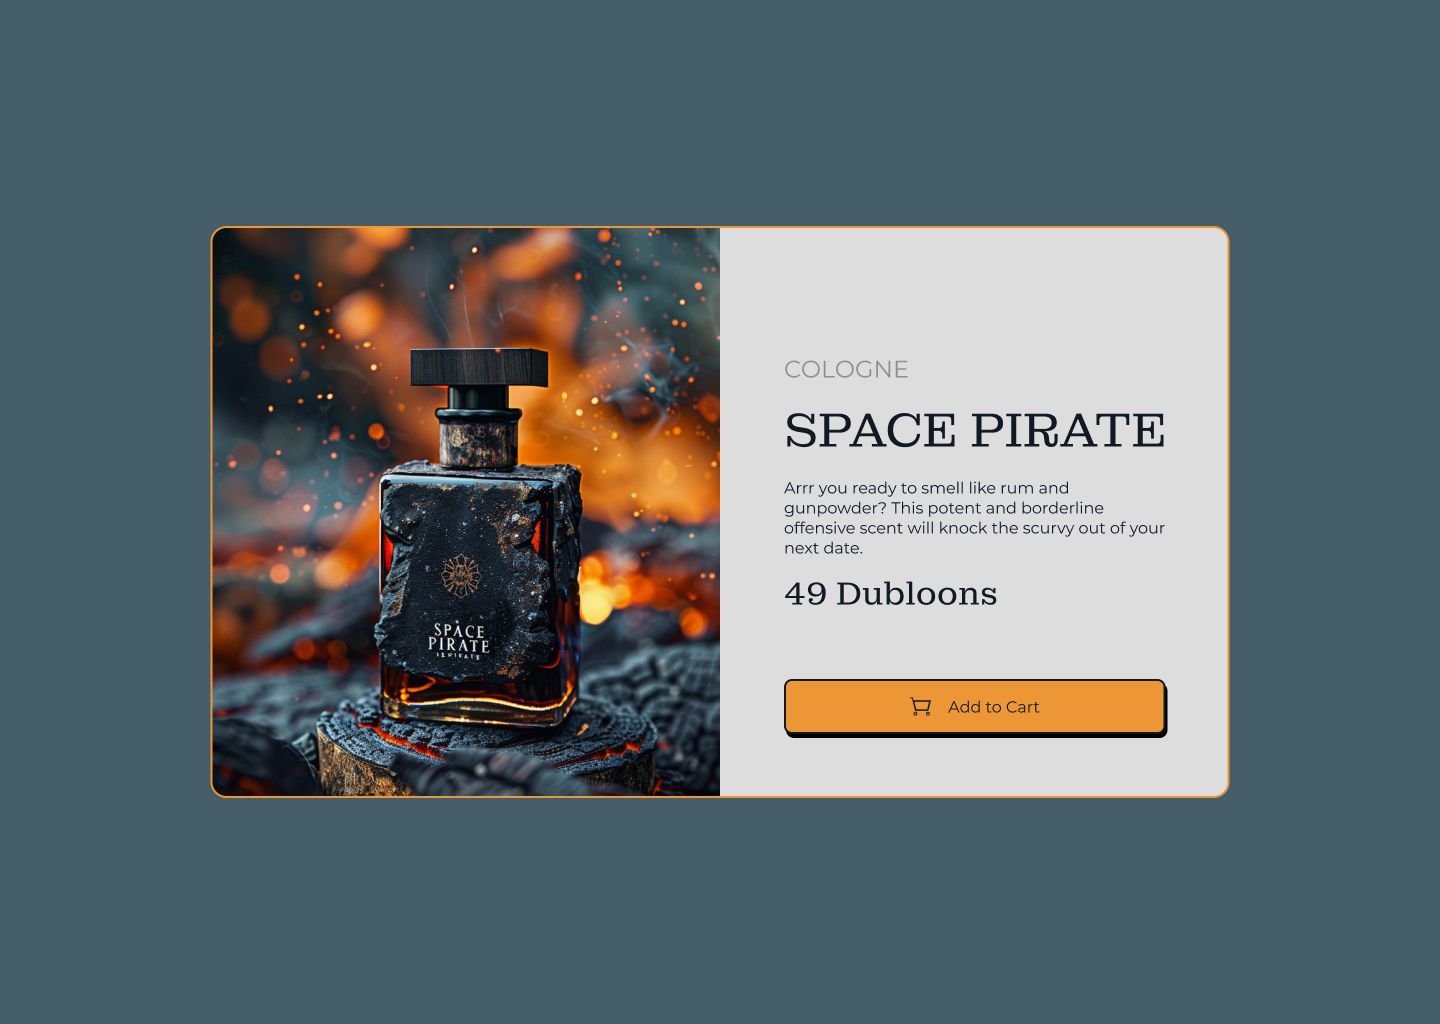 SPACE
PIRATE
COLOGNE
SPACE PIRATE
Arrr you ready to smell like rum and
gunpowder? This potent and borderline
offensive scent will knock the scurvy out of your
next date.
49 Dubloons
Add to Cart